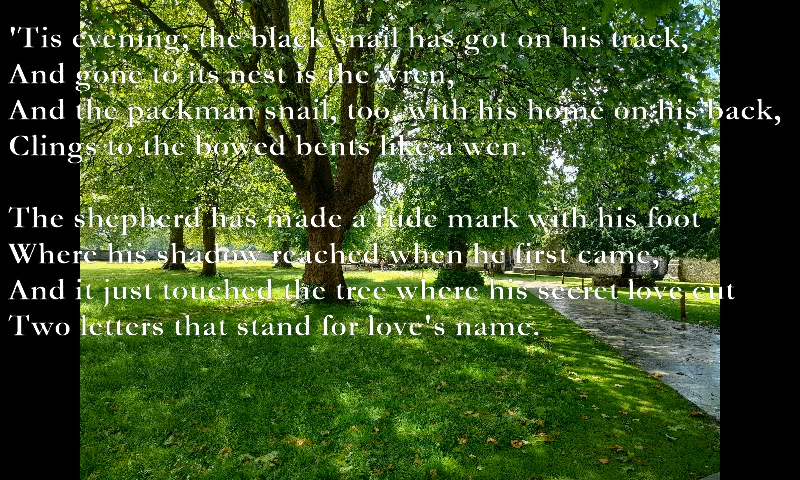 'Tis evening; the black snail has got on his track,
And gone to its nest is the wren,
And the packman snail, too, with his home on his back,
Clings to the bowed bents like a wen.

The shepherd has made a rude mark with his foot
Where his shadow reached when he first came,
And it just touched the tree where his secret love cut
Two letters that stand for love's name.